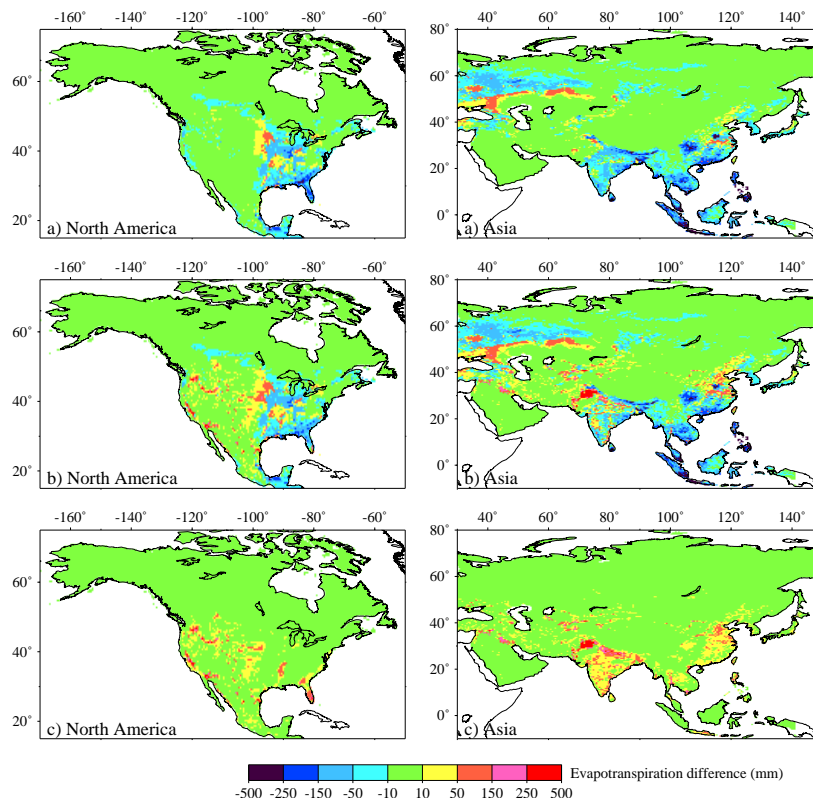 -160° -140° -120° -100° -80° -60°
40° 60° 80° 100° 120° 140
60°
40°
20°
a) North America
80°
60°
40°
20°
0°
a) Asia
-160° -140° -120° -100° -80° -60
40° 60° 80° 100° 120° 140
60°
40°
20°
b) North America
80°
60°
40°
20°
0°
b) Asia
-160° -140° -120° -100° -80° -60
40° 60° 80° 100° 120° 140
60°
40°
20°
c) North America
80°
60°
40°
20°
0°
c) Asia
-500 -250 -150 -50 -10 10 50 150 250 500
Evapotranspiration difference (mm)